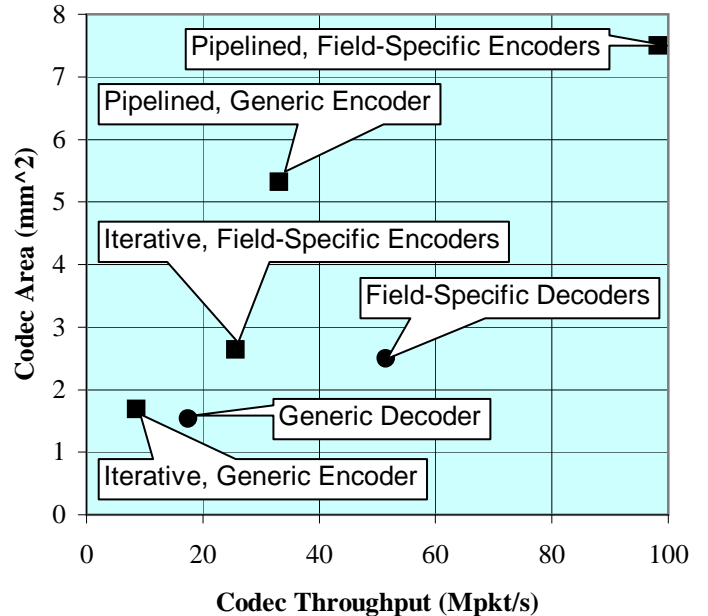 8
Pipelined, Field-Specific Encoders
7
Pipelined, Generic Encoder
6
5
Iterative, Field-Specific Encoders
4
Field-Specific Decoders
3
2
Generic Decoder
1
Iterative, Generic Encoder
0
Codec Area (mm^2)
0 20 40 60 80 100
Codec Throughput (Mpkt/s)